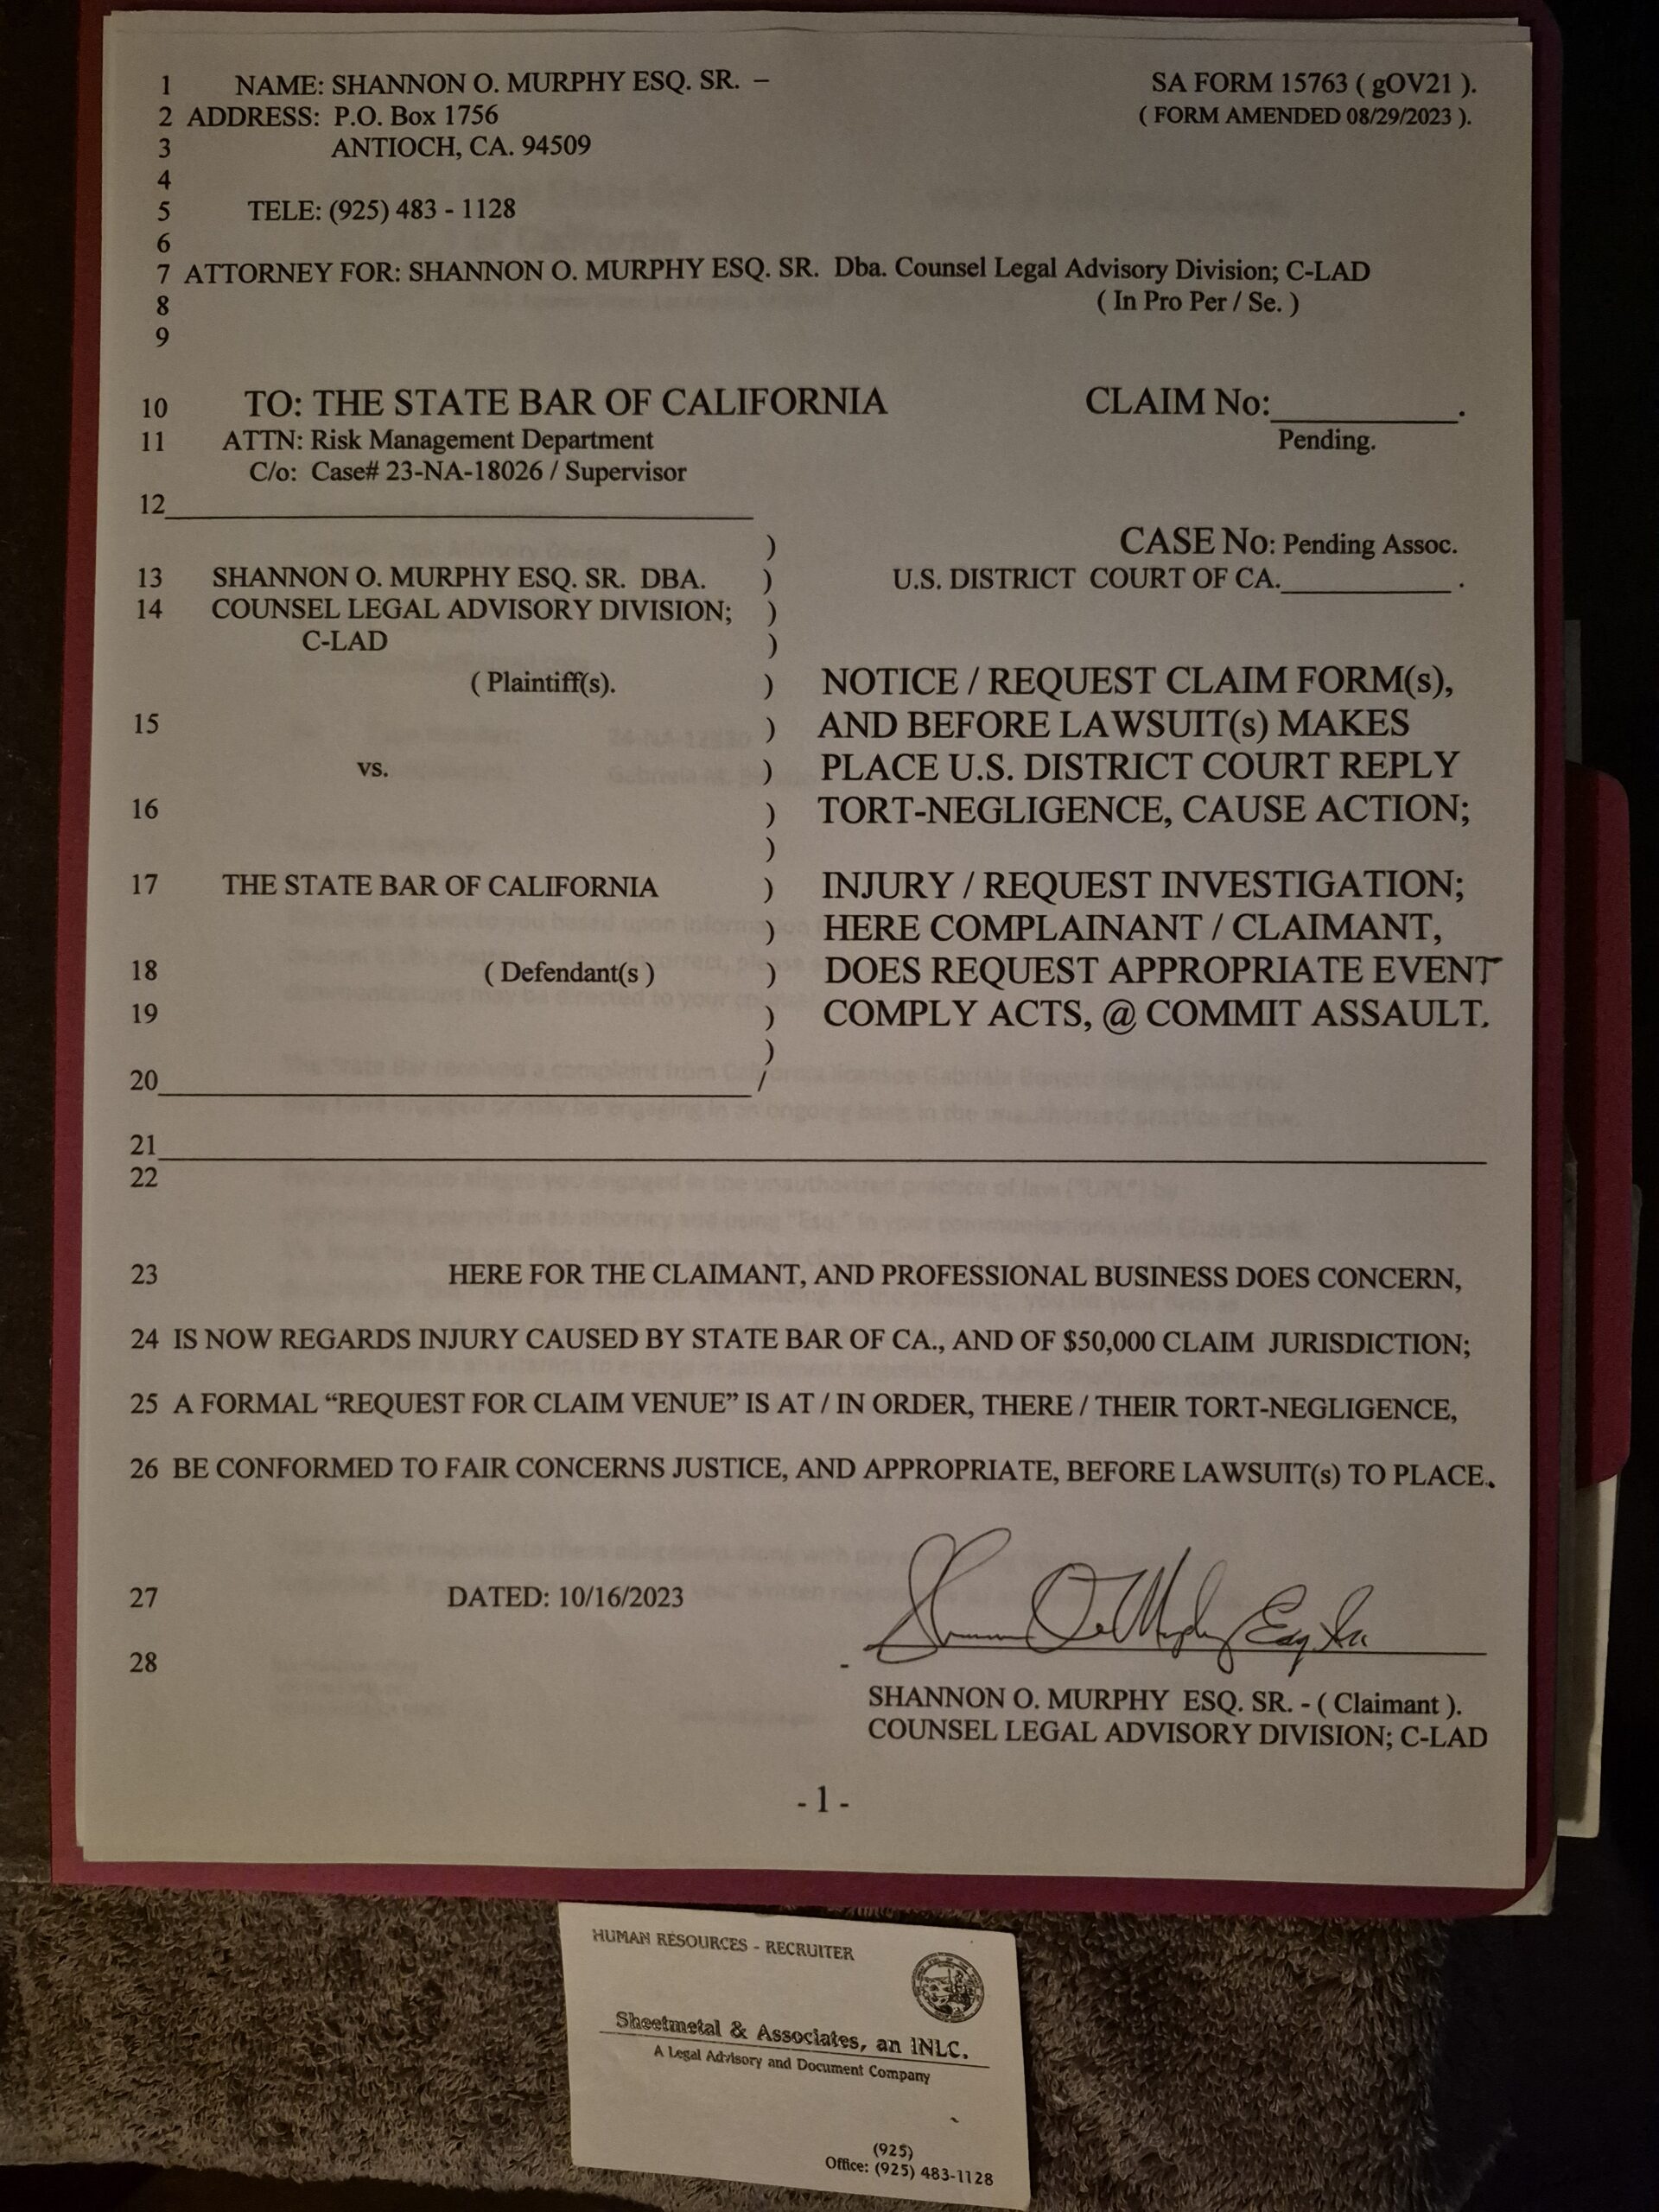 1 NAME: SHANNON O. MURPHY ESQ. SR. – SA FORM 15763 ( gOV21 ).
2 ADDRESS: P.O. Box 1756 ( FORM AMENDED 08/29/2023 ).
3 ANTIOCH, CA. 94509
4
5 TELE: (925) 483 - 1128
6
7 ATTORNEY FOR: SHANNON O. MURPHY ESQ. SR. Dba. Counsel Legal Advisory Division; C-LAD
8 ( In Pro Per / Se. )
9
10 TO: THE STATE BAR OF CALIFORNIA CLAIM No:__________.
11 ATTN: Risk Management Department Pending.
C/o: Case# 23-NA-18026 / Supervisor
12
) CASE No: Pending Assoc.
13 SHANNON O. MURPHY ESQ. SR. DBA. ) U.S. DISTRICT COURT OF CA.__________ .
14 COUNSEL LEGAL ADVISORY DIVISION; )
C-LAD )
( Plaintiff(s). ) NOTICE / REQUEST CLAIM FORM(s),
15 ) AND BEFORE LAWSUIT(s) MAKES
vs. ) PLACE U.S. DISTRICT COURT REPLY
16 ) TORT-NEGLIGENCE, CAUSE ACTION;
)
17 THE STATE BAR OF CALIFORNIA ) INJURY / REQUEST INVESTIGATION;
) HERE COMPLAINANT / CLAIMANT,
18 ( Defendant(s) ) ) DOES REQUEST APPROPRIATE EVENT
19 ) COMPLY ACTS, @ COMMIT ASSAULT.
)
20 /
21
22
23 HERE FOR THE CLAIMANT, AND PROFESSIONAL BUSINESS DOES CONCERN,
24 IS NOW REGARDS INJURY CAUSED BY STATE BAR OF CA., AND OF $50,000 CLAIM JURISDICTION;
25 A FORMAL “REQUEST FOR CLAIM VENUE” IS AT / IN ORDER, THERE / THEIR TORT-NEGLIGENCE,
26 BE CONFORMED TO FAIR CONCERNS JUSTICE, AND APPROPRIATE, BEFORE LAWSUIT(s) TO PLACE.
27 DATED: 10/16/2023 Shannon O. Murphy Esq. Sr.
28 -
SHANNON O. MURPHY ESQ. SR. - ( Claimant ).
COUNSEL LEGAL ADVISORY DIVISION; C-LAD
- 1 -
HUMAN RESOURCES - RECRUITER
Sheetmetal & Associates, an INLC.
A Legal Advisory and Document Company
(925)
Office: (925) 483-1128